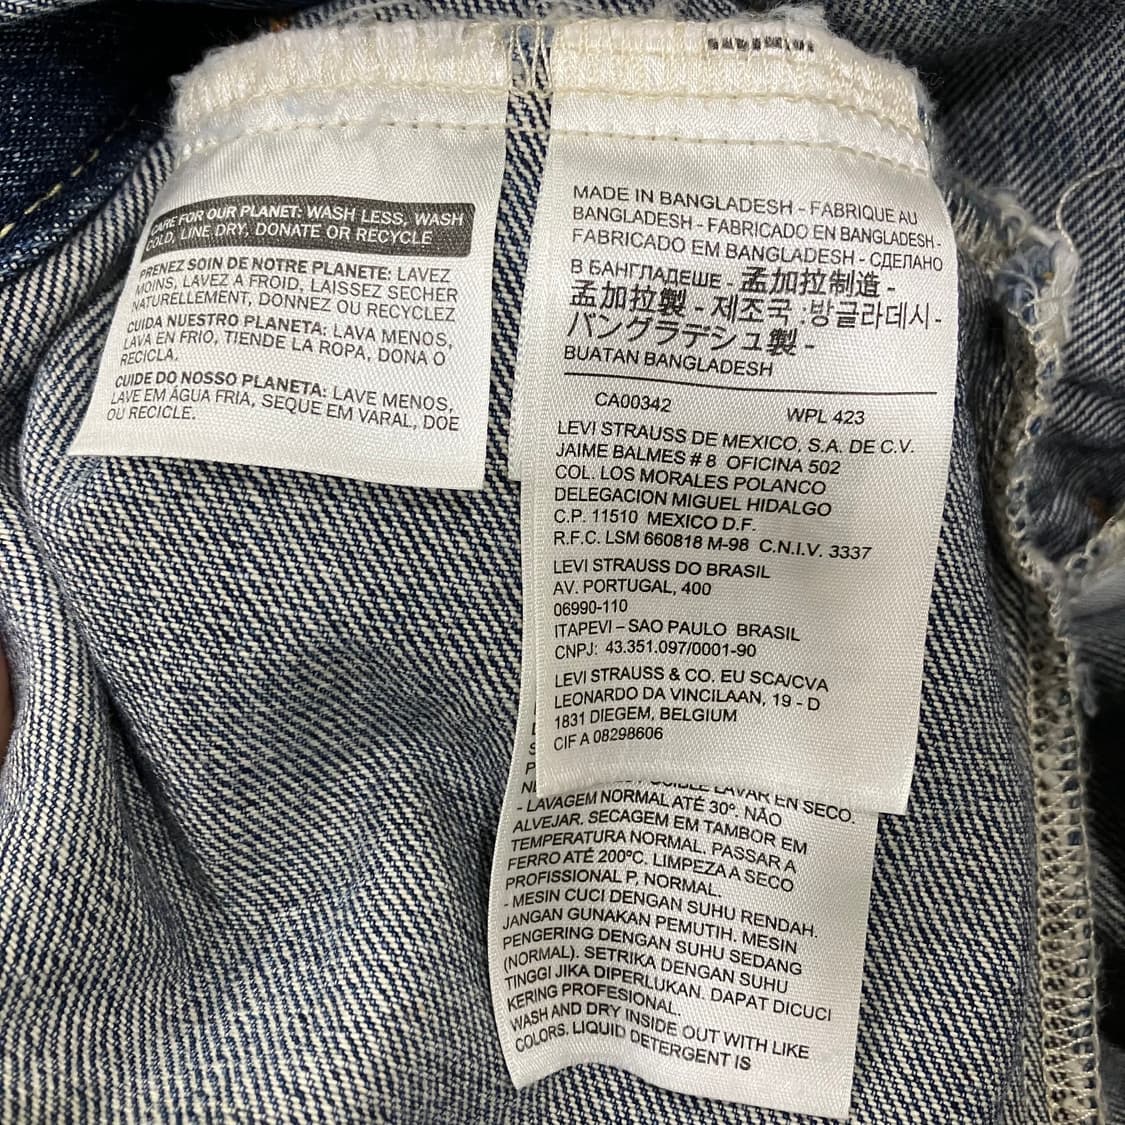 CARE FOR OUR PLANET: WASH LESS, WASH
COLD, LINE DRY, DONATE OR RECYCLE
PRENEZ SOIN DE NOTRE PLANETE: LAVEZ
MOINS, LAVEZ A FROID, LAISSEZ SECHER
NATURELLEMENT, DONNEZ OU RECYCLEZ
CUIDA NUESTRO PLANETA: LAVA MENOS,
LAVA EN FRIO, TIENDE LA ROPA, DONA O
RECICLA.
CUIDE DO NOSSO PLANETA: LAVE MENOS,
LAVE EM ÁGUA FRIA, SEQUE EM VARAL, DOE
OU RECICLE.
MADE IN BANGLADESH - FABRIQUE AU
BANGLADESH - FABRICADO EN BANGLADESH -
FABRICADO EM BANGLADESH - СДЕЛАНО
В БАНГЛАДЕШЕ - 孟加拉制造 -
孟加拉製 - 제조국 :방글라데시 -
バングラデシュ製 -
BUATAN BANGLADESH
CA00342 WPL 423
LEVI STRAUSS DE MEXICO, S.A. DE C.V.
JAIME BALMES # 8 OFICINA 502
COL. LOS MORALES POLANCO
DELEGACION MIGUEL HIDALGO
C.P. 11510 MEXICO D.F.
R.F.C. LSM 660818 M-98 C.N.I.V. 3337
LEVI STRAUSS DO BRASIL
AV. PORTUGAL, 400
06990-110
ITAPEVI – SAO PAULO BRASIL
CNPJ: 43.351.097/0001-90
LEVI STRAUSS & CO. EU SCA/CVA
LEONARDO DA VINCILAAN, 19 - D
1831 DIEGEM, BELGIUM
CIF A 08298606
LAVAR EN SECO.
- LAVAGEM NORMAL ATÉ 30º. NÃO
ALVEJAR. SECAGEM EM TAMBOR EM
TEMPERATURA NORMAL. PASSAR A
FERRO ATÉ 200ºC. LIMPEZA A SECO
PROFISSIONAL P, NORMAL.
- MESIN CUCI DENGAN SUHU RENDAH.
JANGAN GUNAKAN PEMUTIH. MESIN
PENGERING DENGAN SUHU SEDANG
(NORMAL). SETRIKA DENGAN SUHU
TINGGI JIKA DIPERLUKAN. DAPAT DICUCI
KERING PROFESIONAL.
WASH AND DRY INSIDE OUT WITH LIKE
COLORS. LIQUID DETERGENT IS